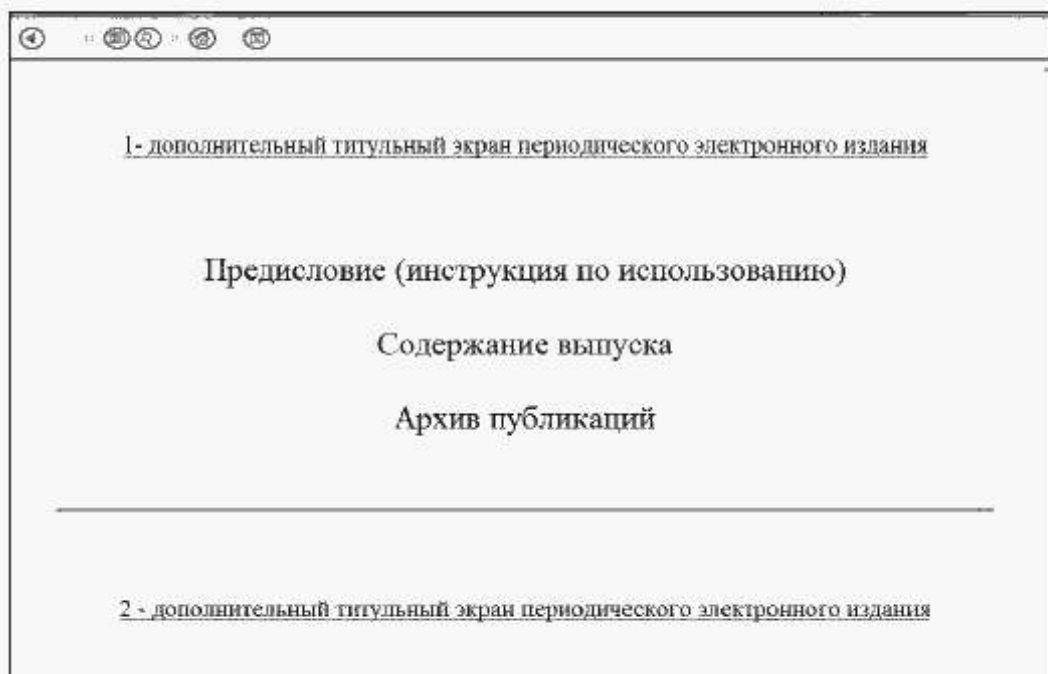 1- дополнительный титульный экран периодического электронного издания
Предисловие (инструкция по использованию)
Содержание выпуска
Архив публикаций
2 - дополнительный титульный экран периодического электронного издания